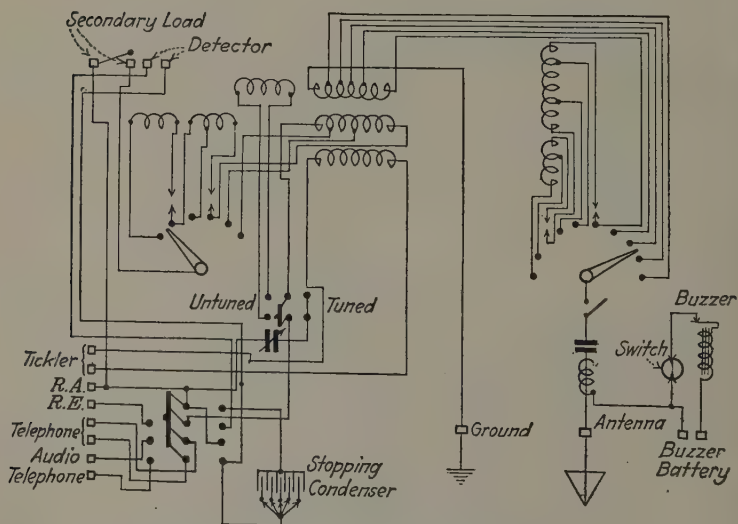 Secondary Load
Detector
Untuned
Tuned
Buzzer
Switch
Tickler
R.A.
R.E.
Telephone
Audio
Telephone
Stopping
Condenser
Ground
Antenna
Buzzer
Battery